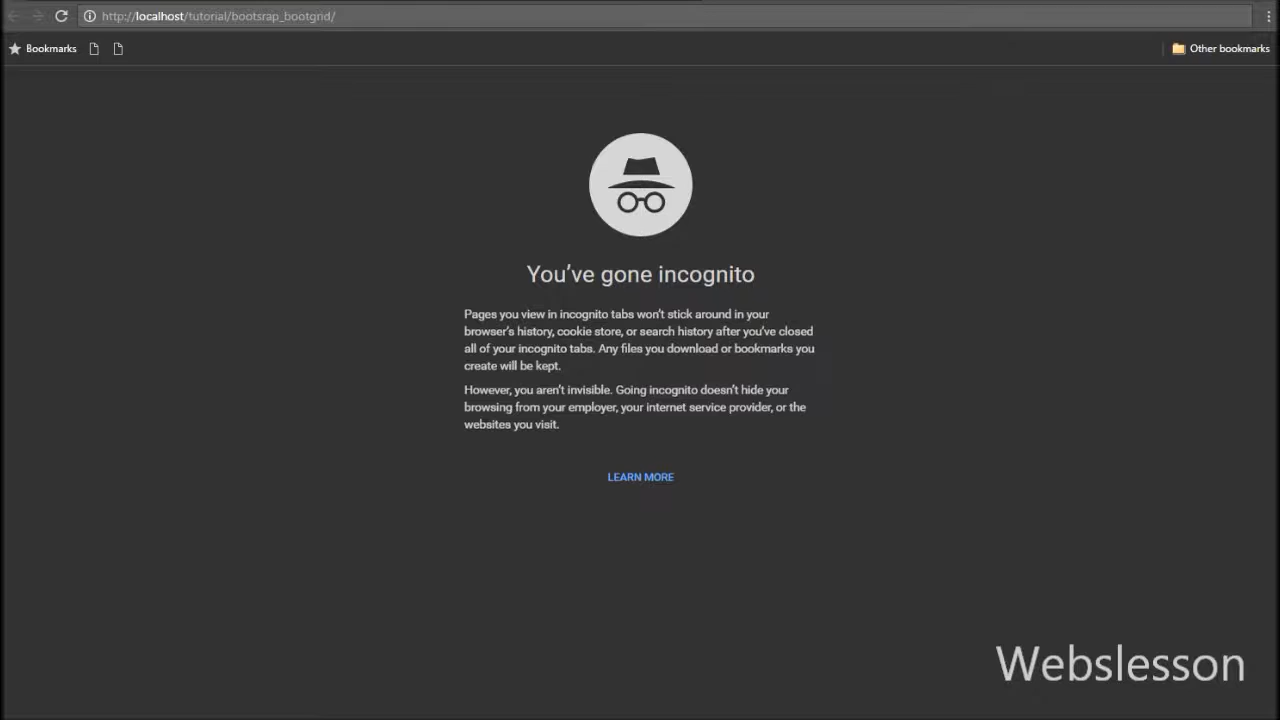 http://localhost/tutorial/bootsrap_bootgrid/
Bookmarks
Other bookmarks
You've gone incognito
Pages you view in incognito tabs won't stick around in your
browser's history, cookie store, or search history after you've closed
all of your incognito tabs. Any files you download or bookmarks you
create will be kept.
However, you aren't invisible. Going incognito doesn't hide your
browsing from your employer, your internet service provider, or the
websites you visit.
LEARN MORE
Webslesson